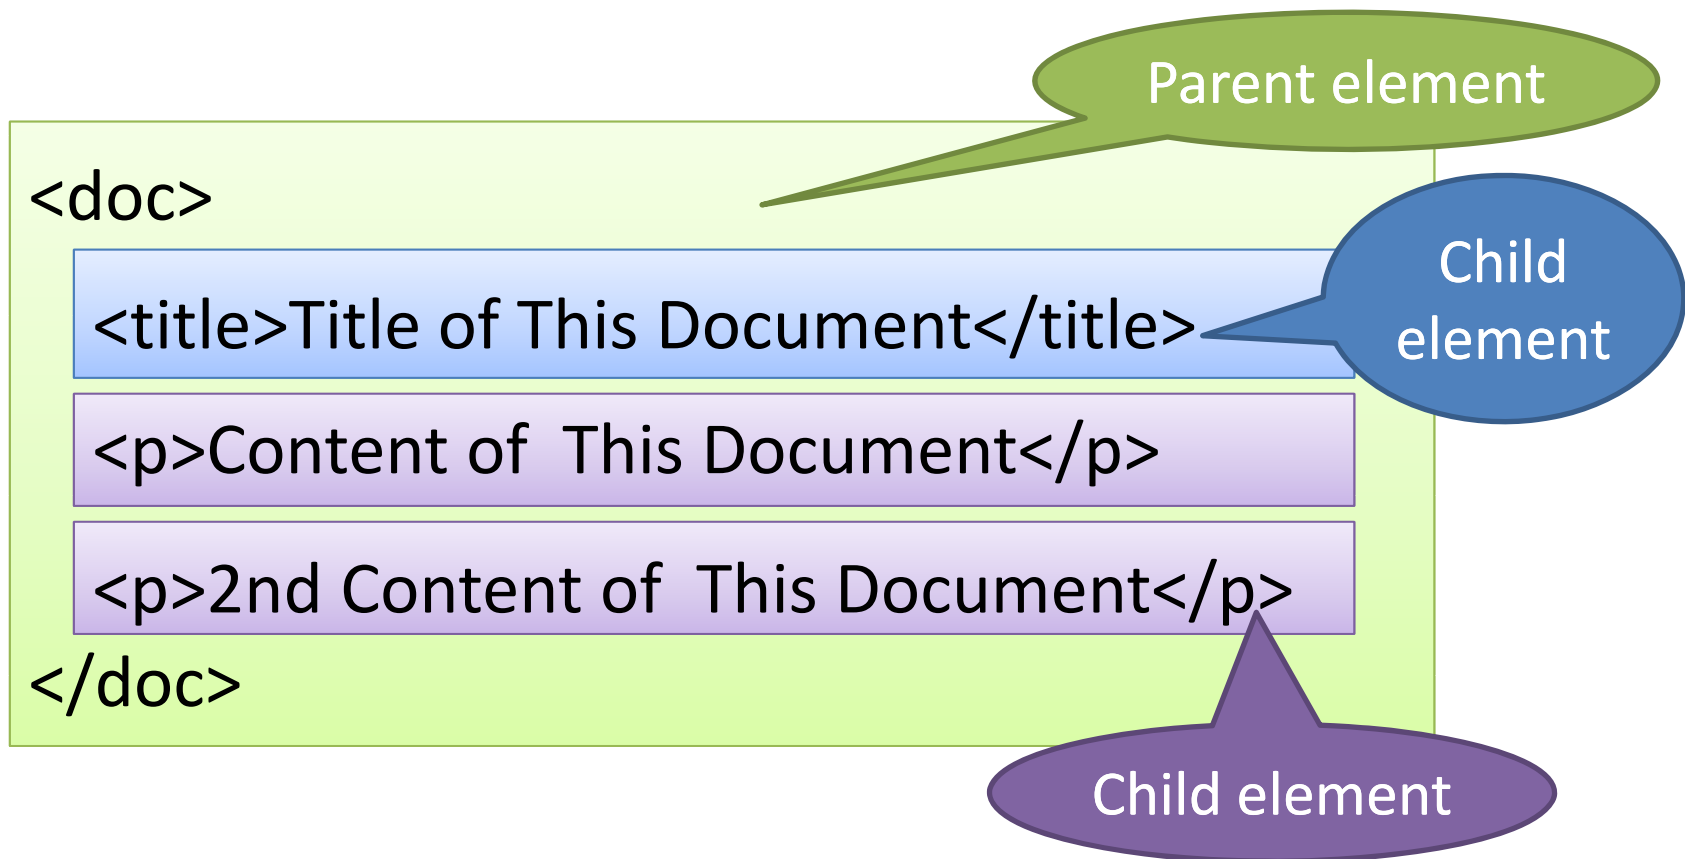 Parent element
<doc>
<title>Title of This Document</title>
Child
element
<p>Content of  This Document</p>
<p>2nd Content of  This Document</p>
</doc>
Child element